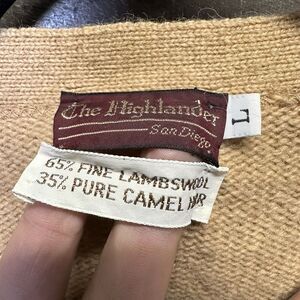 The Highlander
San Diego
L
65% FINE LAMBSWOOL
35% PURE CAMEL HAIR